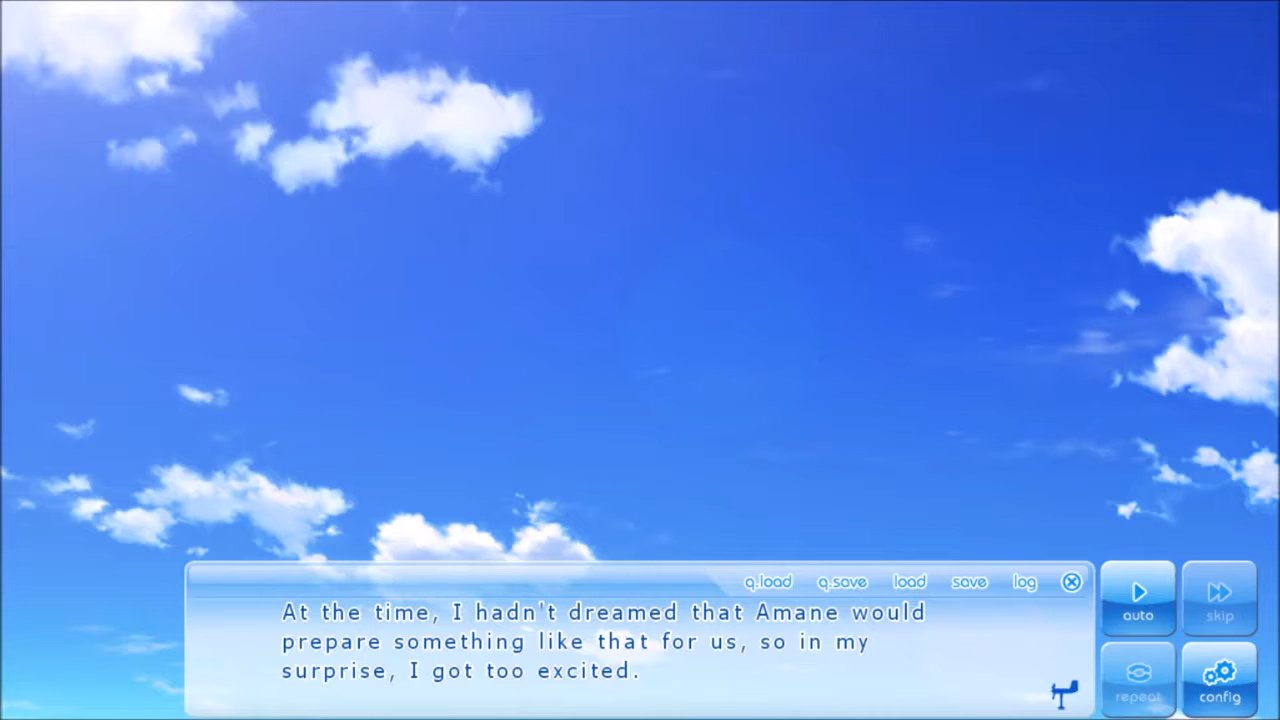 q.load q.save load save log
At the time, I hadn't dreamed that Amane would
prepare something like that for us, so in my
surprise, I got too excited.
auto skip
repeat config